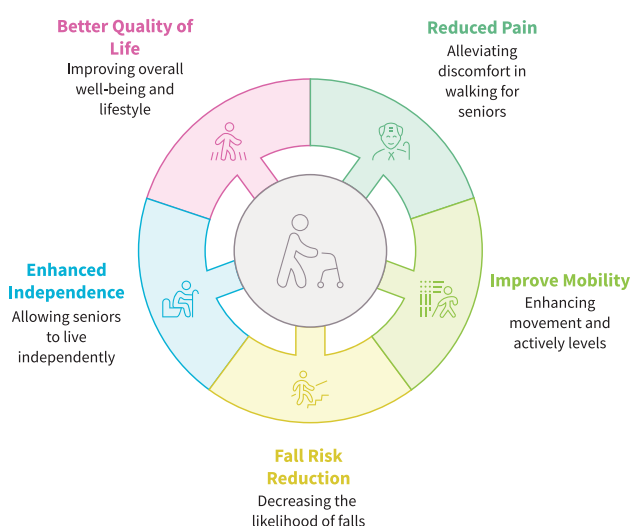 Better Quality of
Life
Improving overall
well-being and
lifestyle
Reduced Pain
Alleviating
discomfort in
walking for
seniors
Enhanced
Independence
Allowing seniors
to live
independently
Improve Mobility
Enhancing
movement and
actively levels
Fall Risk
Reduction
Decreasing the
likelihood of falls